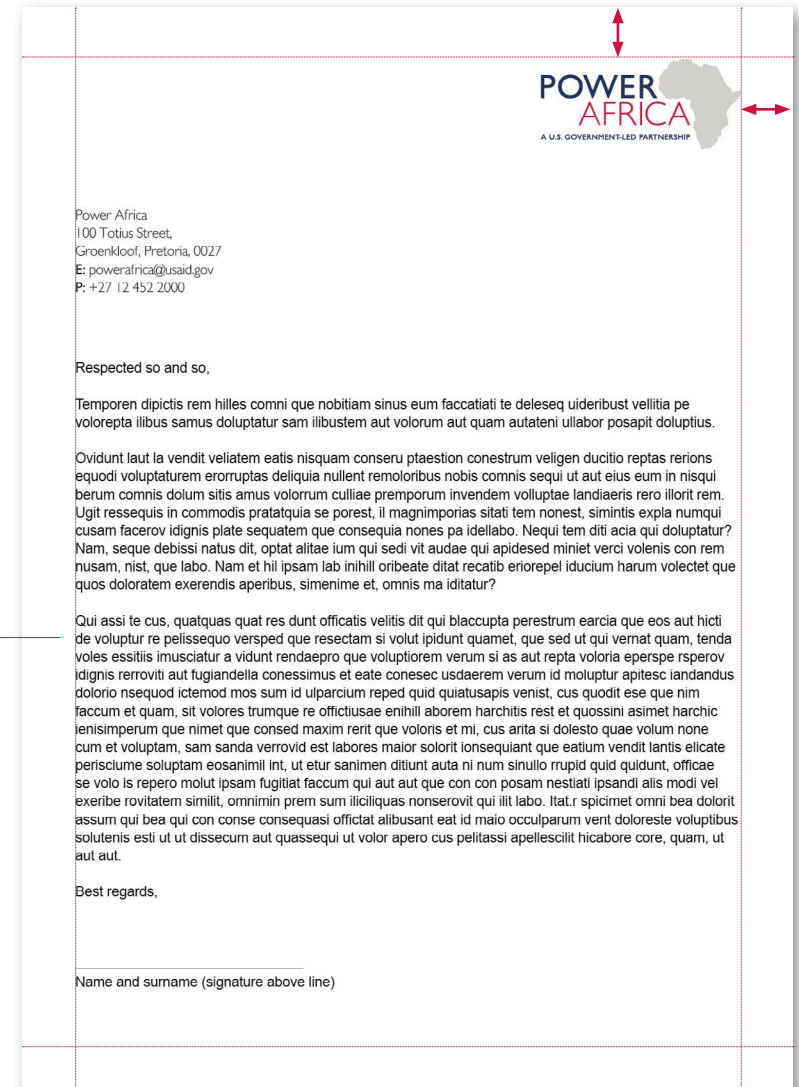 POWER
AFRICA
A U.S. GOVERNMENT-LED PARTNERSHIP
Power Africa
100 Totius Street,
Groenkloof, Pretoria, 0027
E: powerafrica@usaid.gov
P: +27 12 452 2000
Respected so and so,
Temporen dipictis rem hilles comni que nobitiam sinus eum faccatiati te deleseq uideribust vellitia pe
volorepta ilibus samus doluptatur sam ilibustem aut volorum aut quam autateni ullabor posapit doluptius.
Ovidunt laut la vendit veliatem eatis nisquam conseru ptaestion conestrum veligen ducitio reptas rerions
equodi voluptaturem erorruptas deliquia nullent remoloribus nobis comnis sequi ut aut eius eum in nisqui
berum comnis dolum sitis amus volorrum culliae premporum invendem volluptae landiaeris rero illorit rem.
Ugit ressequis in commodis pratatquia se porest, il magnimporias sitati tem nonest, simintis expla numqui
cusam facerov idignis plate sequatem que consequia nones pa idellabo. Nequi tem diti acia qui doluptatur?
Nam, seque debissi natus dit, optat alitae ium qui sedi vit audae qui apidesed miniet verci volenis con rem
nusam, nist, que labo. Nam et hil ipsam lab inihill oribeate ditat recatib eriorepel iducium harum volectet que
quos doloratem exerendis aperibus, simenime et, omnis ma iditatur?
Qui assi te cus, quatquas quat res dunt officatis velitis dit qui blaccupta perestrum earcia que eos aut hicti
de voluptur re pelissequo versped que resectam si volut ipidunt quamet, que sed ut qui vernat quam, tenda
voles essitiis imusciatur a vidunt rendaepro que voluptiorem verum si as aut repta voloria eperspe rsperov
idignis rerroviti aut fugiandella conessimus et eate conesec usdaerem verum id moluptur apitesc iandandus
dolorio nsequod ictemod mos sum id ulparcium reped quid quiatusapis venist, cus quodit ese que nim
faccum et quam, sit volores trumque re offictiusae enihill aborem harchitis rest et quossini asimet harchic
ienisimperum que nimet que consed maxim rerit que voloris et mi, cus arita si dolesto quae volum none
cum et voluptam, sam sanda verrovid est labores maior solorit ionsequiant que eatium vendit lantis elicate
perisciume soluptam eosanimil int, ut etur sanimen ditiunt auta ni num sinullo rrupid quid quidunt, officae
se volo is repero molut ipsam fugitiat faccum qui aut aut que con con posam nestiati ipsandi alis modi vel
exeribe rovitatem similit, omnimin prem sum iliciliquas nonserovit qui ilit labo. Itat.r spicimet omni bea dolorit
assum qui bea qui con conse consequasi offictat alibusant eat id maio occulparum vent doloreste voluptibus
solutenis esti ut ut dissecum aut quassequi ut volor apero cus pelitassi apellescilit hicabore core, quam, ut
aut aut.
Best regards,
Name and surname (signature above line)